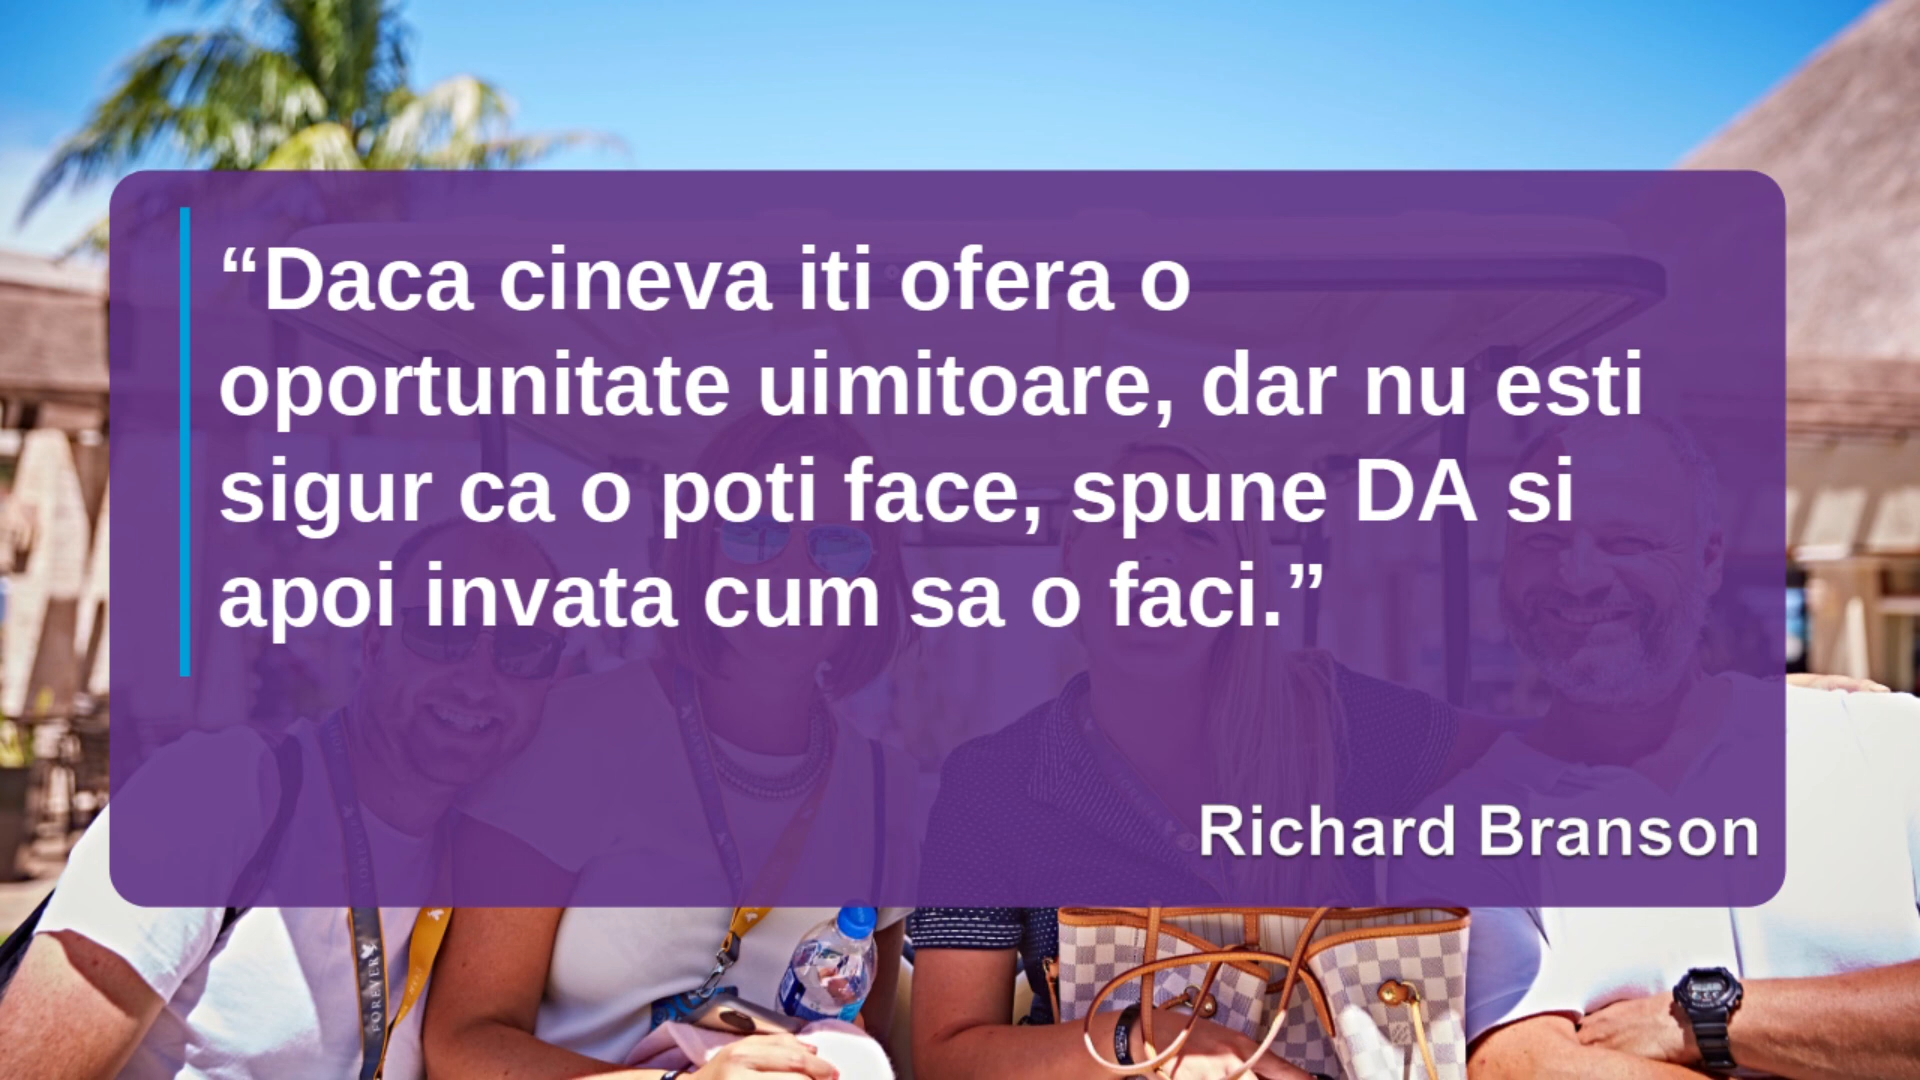 “Daca cineva iti ofera o
oportunitate uimitoare, dar nu esti
sigur ca o poti face, spune DA si
apoi invata cum sa o faci.”
Richard Branson
FOREVER